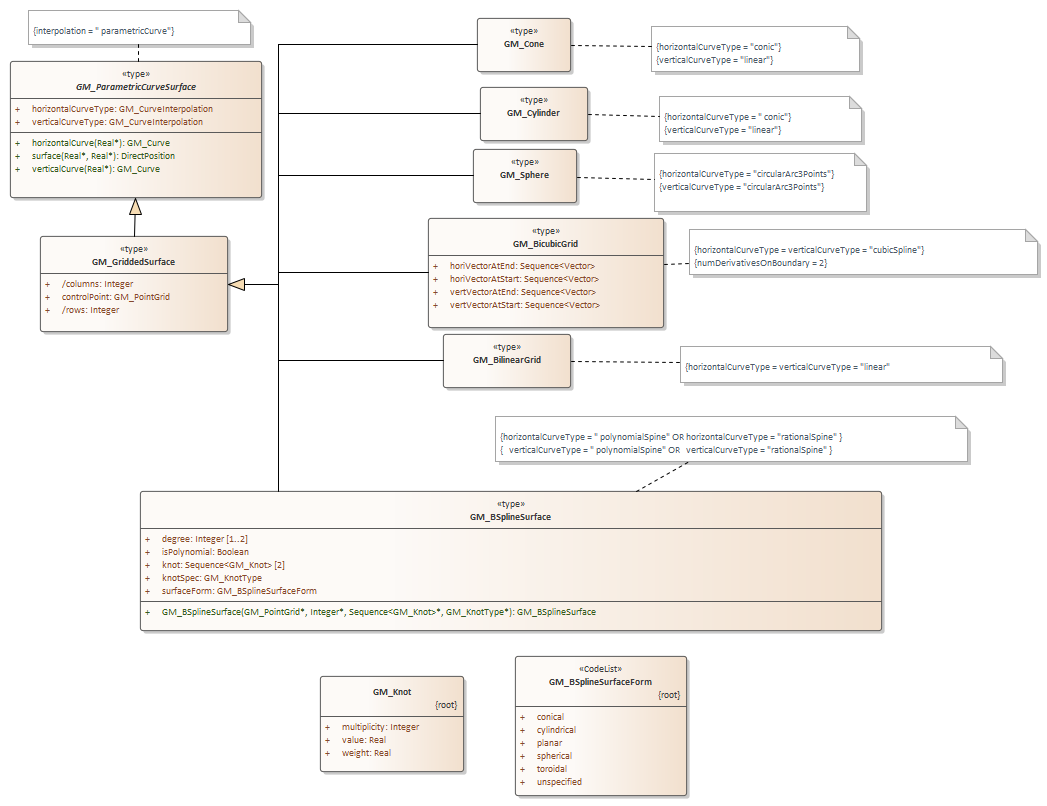 {interpolation = " parametricCurve"}
«type»
GM_ParametricCurveSurface
+ horizontalCurveType: GM_CurveInterpolation
+ verticalCurveType: GM_CurveInterpolation
+ horizontalCurve(Real*): GM_Curve
+ surface(Real*, Real*): DirectPosition
+ verticalCurve(Real*): GM_Curve
«type»
GM_GriddedSurface
+ /columns: Integer
+ controlPoint: GM_PointGrid
+ /rows: Integer
«type»
GM_Cone
{horizontalCurveType = "conic"}
{verticalCurveType = "linear"}
«type»
GM_Cylinder
{horizontalCurveType = " conic"}
{verticalCurveType = "linear"}
«type»
GM_Sphere
{horizontalCurveType = "circularArc3Points"}
{verticalCurveType = "circularArc3Points"}
«type»
GM_BicubicGrid
+ horiVectorAtEnd: Sequence<Vector>
+ horiVectorAtStart: Sequence<Vector>
+ vertVectorAtEnd: Sequence<Vector>
+ vertVectorAtStart: Sequence<Vector>
{horizontalCurveType = verticalCurveType = "cubicSpline"}
{numDerivativesOnBoundary = 2}
«type»
GM_BilinearGrid
{horizontalCurveType = verticalCurveType = "linear"
{horizontalCurveType = " polynomialSpine" OR horizontalCurveType = "rationalSpine" }
{ verticalCurveType = " polynomialSpine" OR verticalCurveType = "rationalSpine" }
«type»
GM_BSplineSurface
+ degree: Integer [1..2]
+ isPolynomial: Boolean
+ knot: Sequence<GM_Knot> [2]
+ knotSpec: GM_KnotType
+ surfaceForm: GM_BSplineSurfaceForm
+ GM_BSplineSurface(GM_PointGrid*, Integer*, Sequence<GM_Knot>*, GM_KnotType*): GM_BSplineSurface
GM_Knot
{root}
+ multiplicity: Integer
+ value: Real
+ weight: Real
«CodeList»
GM_BSplineSurfaceForm
{root}
+ conical
+ cylindrical
+ planar
+ spherical
+ toroidal
+ unspecified